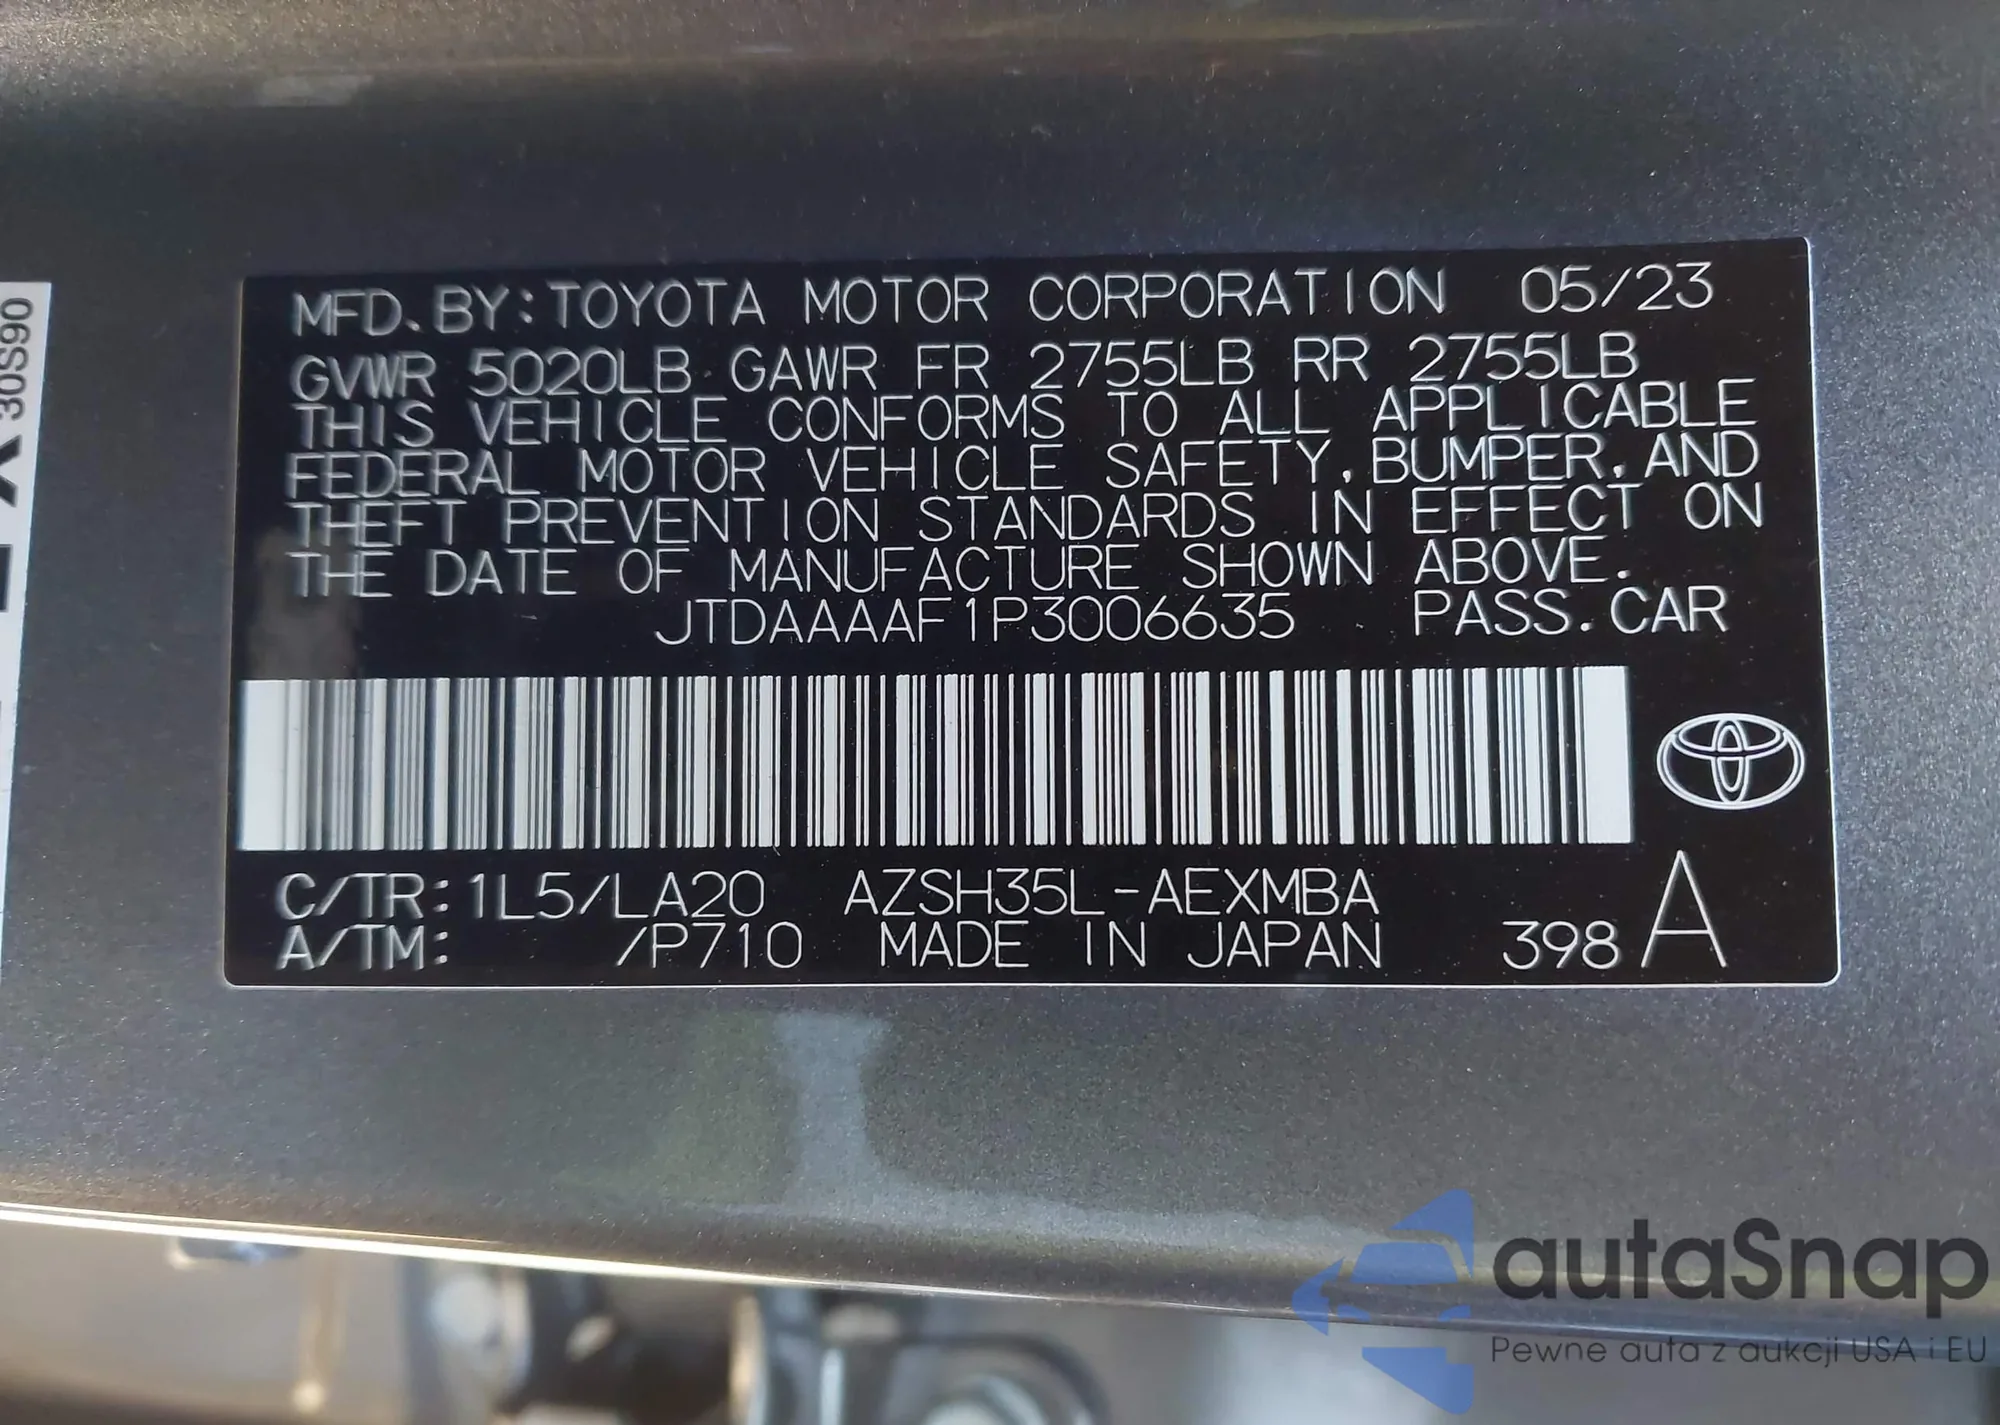 MFD.BY:TOYOTA MOTOR CORPORATION 05/23
GVWR 5020LB GAWR FR 2755LB RR 2755LB
THIS VEHICLE CONFORMS TO ALL APPLICABLE
FEDERAL MOTOR VEHICLE SAFETY,BUMPER,AND
THEFT PREVENTION STANDARDS IN EFFECT ON
THE DATE OF MANUFACTURE SHOWN ABOVE.
JTDAAAAF1P3006635 PASS.CAR
C/TR:1L5/LA20 AZSH35L-AEXMBA
A/TM: /P710 MADE IN JAPAN 398 A
30S90
autaSnap
Pewne auta z aukcji USA i EU